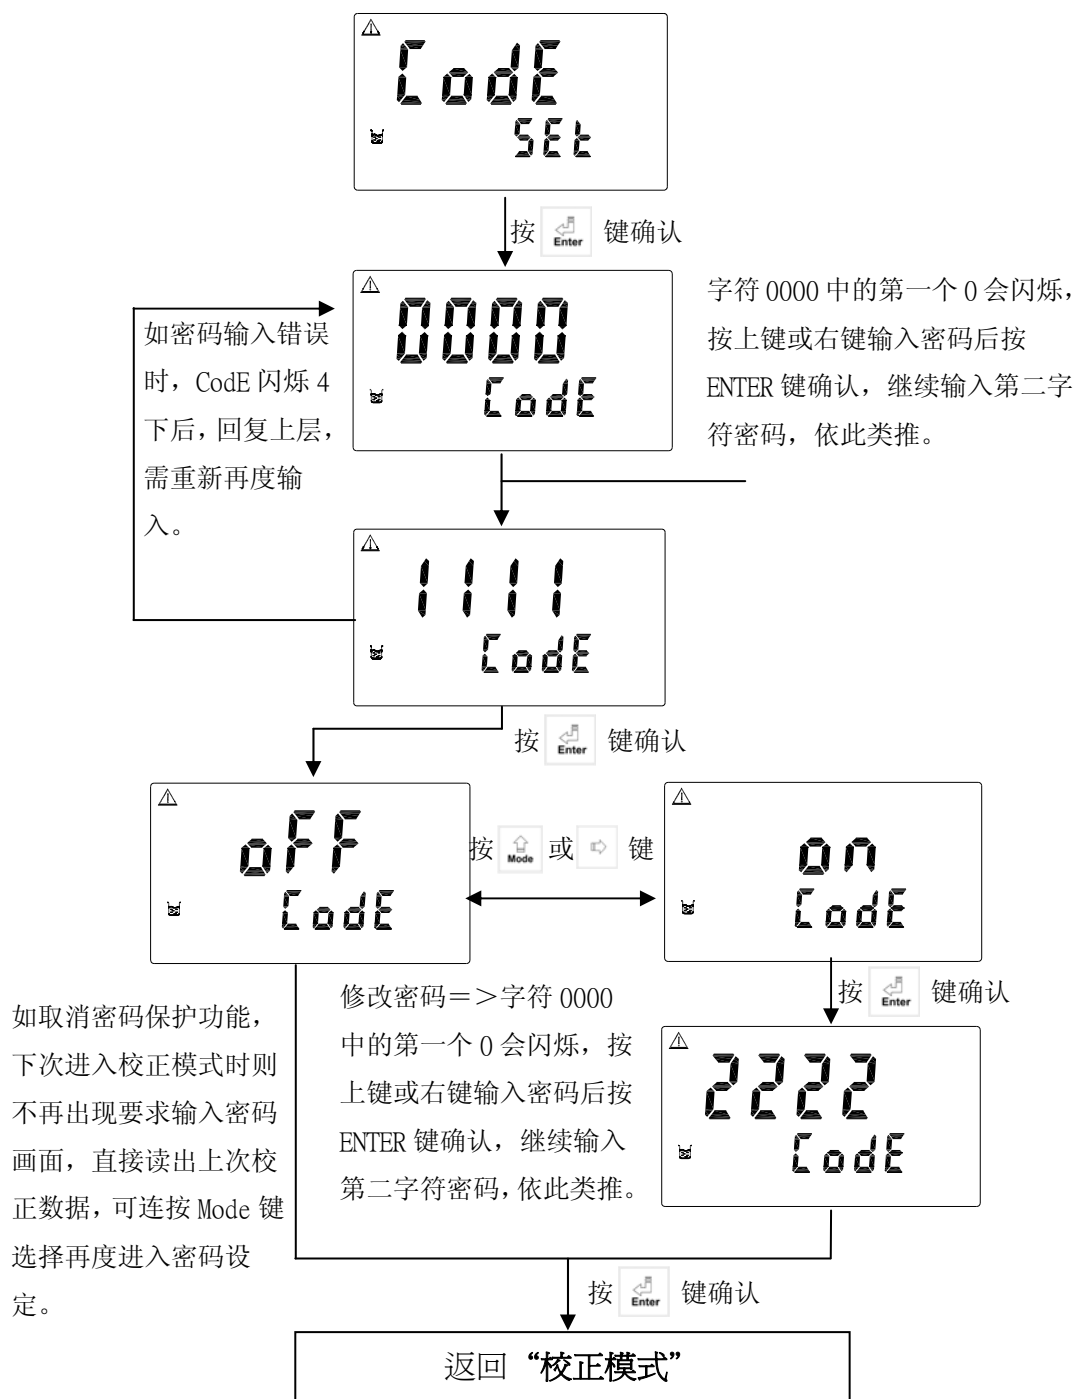 CodE
SEt
按 Enter 键确认
0000
CodE
如密码输入错误
时，CodE 闪烁 4
下后，回复上层，
需重新再度输
入。
字符 0000 中的第一个 0 会闪烁，
按上键或右键输入密码后按
ENTER 键确认，继续输入第二字
符密码，依此类推。
1111
CodE
按 Enter 键确认
oFF
CodE
按 Mode 或 键
on
CodE
按 Enter 键确认
如取消密码保护功能，
下次进入校正模式时则
不再出现要求输入密码
画面，直接读出上次校
正数据，可连按 Mode 键
选择再度进入密码设
定。
修改密码＝＞字符 0000
中的第一个 0 会闪烁，按
上键或右键输入密码后按
ENTER 键确认，继续输入
第二字符密码，依此类推。
2222
CodE
按 Enter 键确认
返回“校正模式”